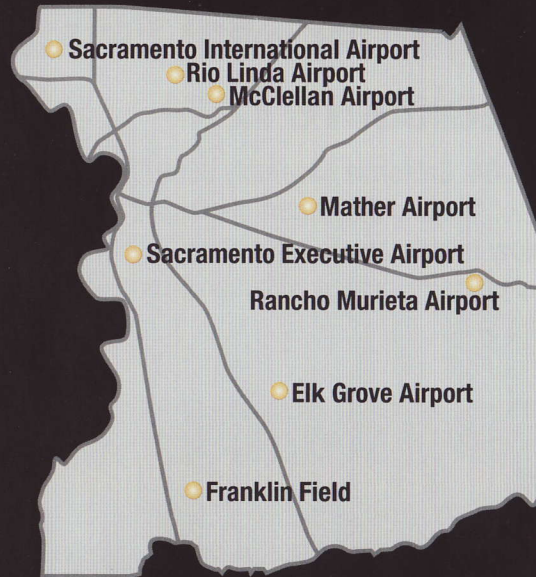 Sacramento International Airport
Rio Linda Airport
McClellan Airport
Mather Airport
Sacramento Executive Airport
Rancho Murieta Airport
Elk Grove Airport
Franklin Field